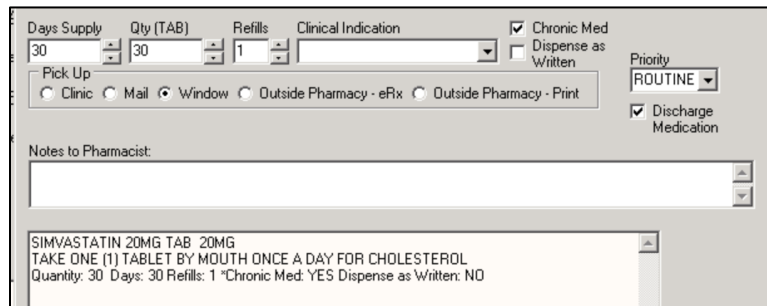 Days Supply Qty (TAB) Refills Clinical Indication Chronic Med
30 30 1 Dispense as
Written
Priority
ROUTINE
Pick Up
Clinic Mail Window Outside Pharmacy - eRx Outside Pharmacy - Print
Discharge
Medication
Notes to Pharmacist:
SIMVASTATIN 20MG TAB 20MG
TAKE ONE (1) TABLET BY MOUTH ONCE A DAY FOR CHOLESTEROL
Quantity: 30 Days: 30 Refills: 1 *Chronic Med: YES Dispense as Written: NO